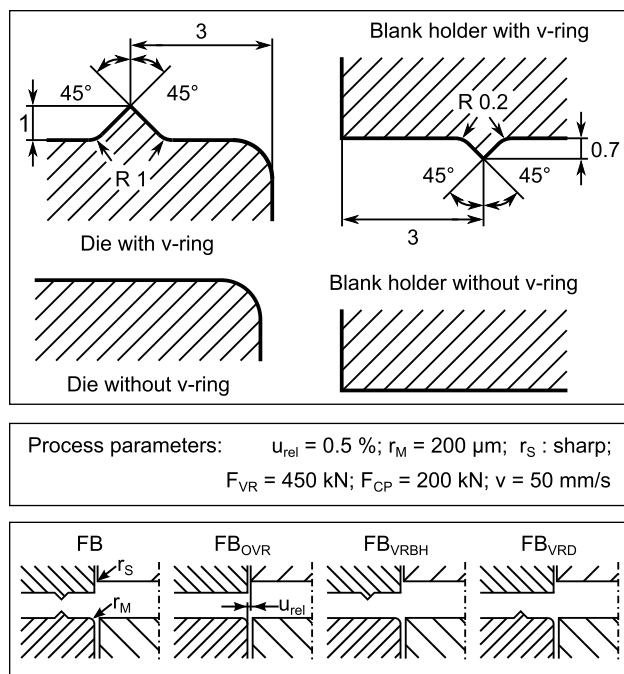 3
45°
45°
1
R 1
Die with v-ring
Blank holder with v-ring
R 0.2
0.7
45°
45°
3
Die without v-ring
Blank holder without v-ring
Process parameters: u_rel = 0.5 %; r_M = 200 µm; r_S : sharp;
F_VR = 450 kN; F_CP = 200 kN; v = 50 mm/s
FB
FB_OVR
FB_VRBH
FB_VRD
r_S
r_M
u_rel